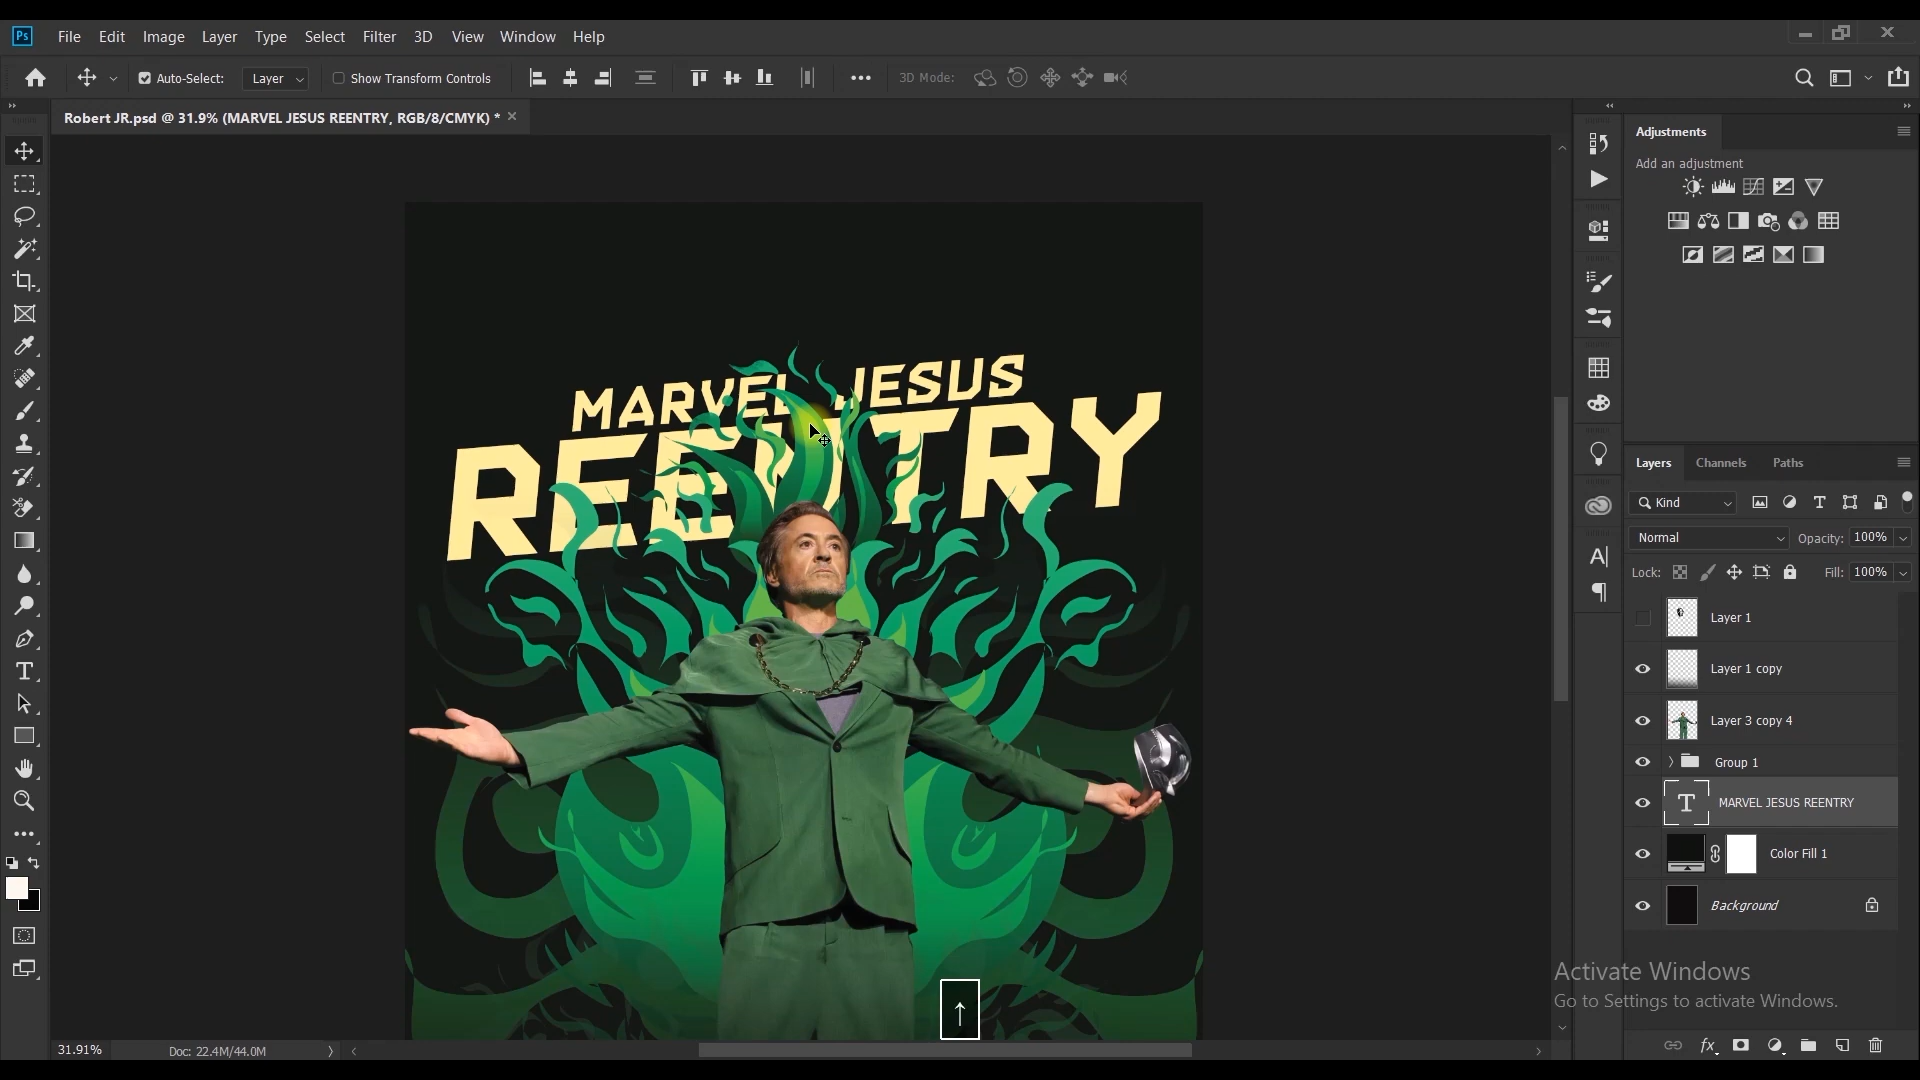 Ps File Edit Image Layer Type Select Filter 3D View Window Help
Auto-Select: Layer Show Transform Controls 3D Mode:
Robert JR.psd @ 31.9% (MARVEL JESUS REENTRY, RGB/8/CMYK) *
Adjustments
Add an adjustment
MARVEL JESUS
REENTRY
Layers Channels Paths
Kind
Normal Opacity: 100%
Lock: Fill: 100%
Layer 1
Layer 1 copy
Layer 3 copy 4
Group 1
MARVEL JESUS REENTRY
Color Fill 1
Background
Activate Windows
Go to Settings to activate Windows.
↑
31.91% Doc: 22.4M/44.0M
fx